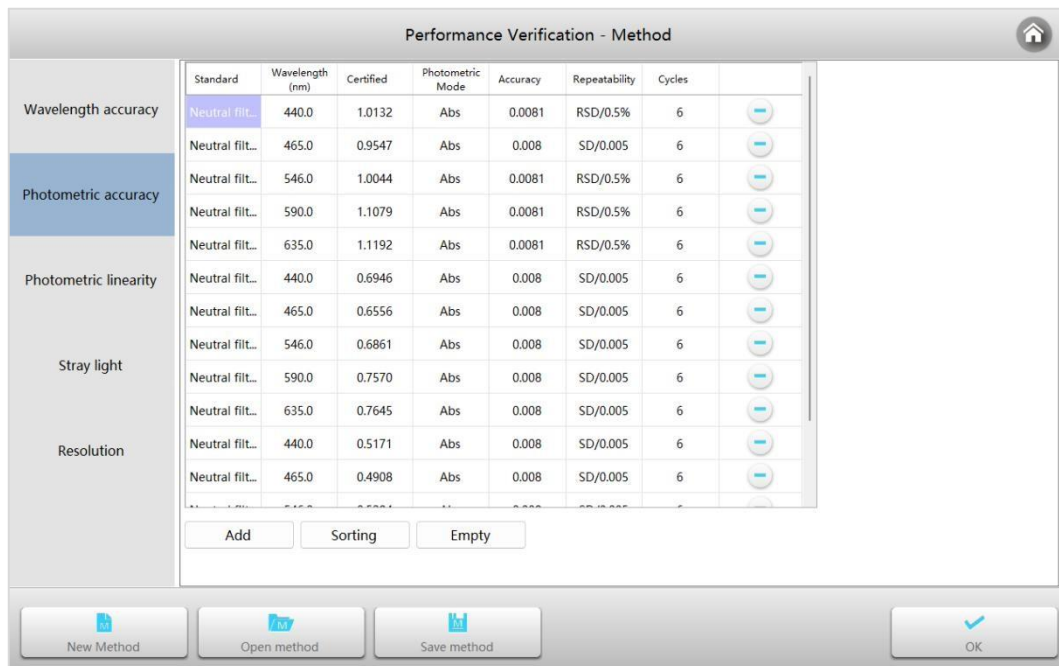 Performance Verification - Method
Wavelength accuracy
Photometric accuracy
Photometric linearity
Stray light
Resolution
Standard Wavelength (nm) Certified Photometric Mode Accuracy Repeatability Cycles
Neutral filt... 440.0 1.0132 Abs 0.0081 RSD/0.5% 6
Neutral filt... 465.0 0.9547 Abs 0.008 SD/0.005 6
Neutral filt... 546.0 1.0044 Abs 0.0081 RSD/0.5% 6
Neutral filt... 590.0 1.1079 Abs 0.0081 RSD/0.5% 6
Neutral filt... 635.0 1.1192 Abs 0.0081 RSD/0.5% 6
Neutral filt... 440.0 0.6946 Abs 0.008 SD/0.005 6
Neutral filt... 465.0 0.6556 Abs 0.008 SD/0.005 6
Neutral filt... 546.0 0.6861 Abs 0.008 SD/0.005 6
Neutral filt... 590.0 0.7570 Abs 0.008 SD/0.005 6
Neutral filt... 635.0 0.7645 Abs 0.008 SD/0.005 6
Neutral filt... 440.0 0.5171 Abs 0.008 SD/0.005 6
Neutral filt... 465.0 0.4908 Abs 0.008 SD/0.005 6
Add Sorting Empty
M M M
New Method Open method Save method OK